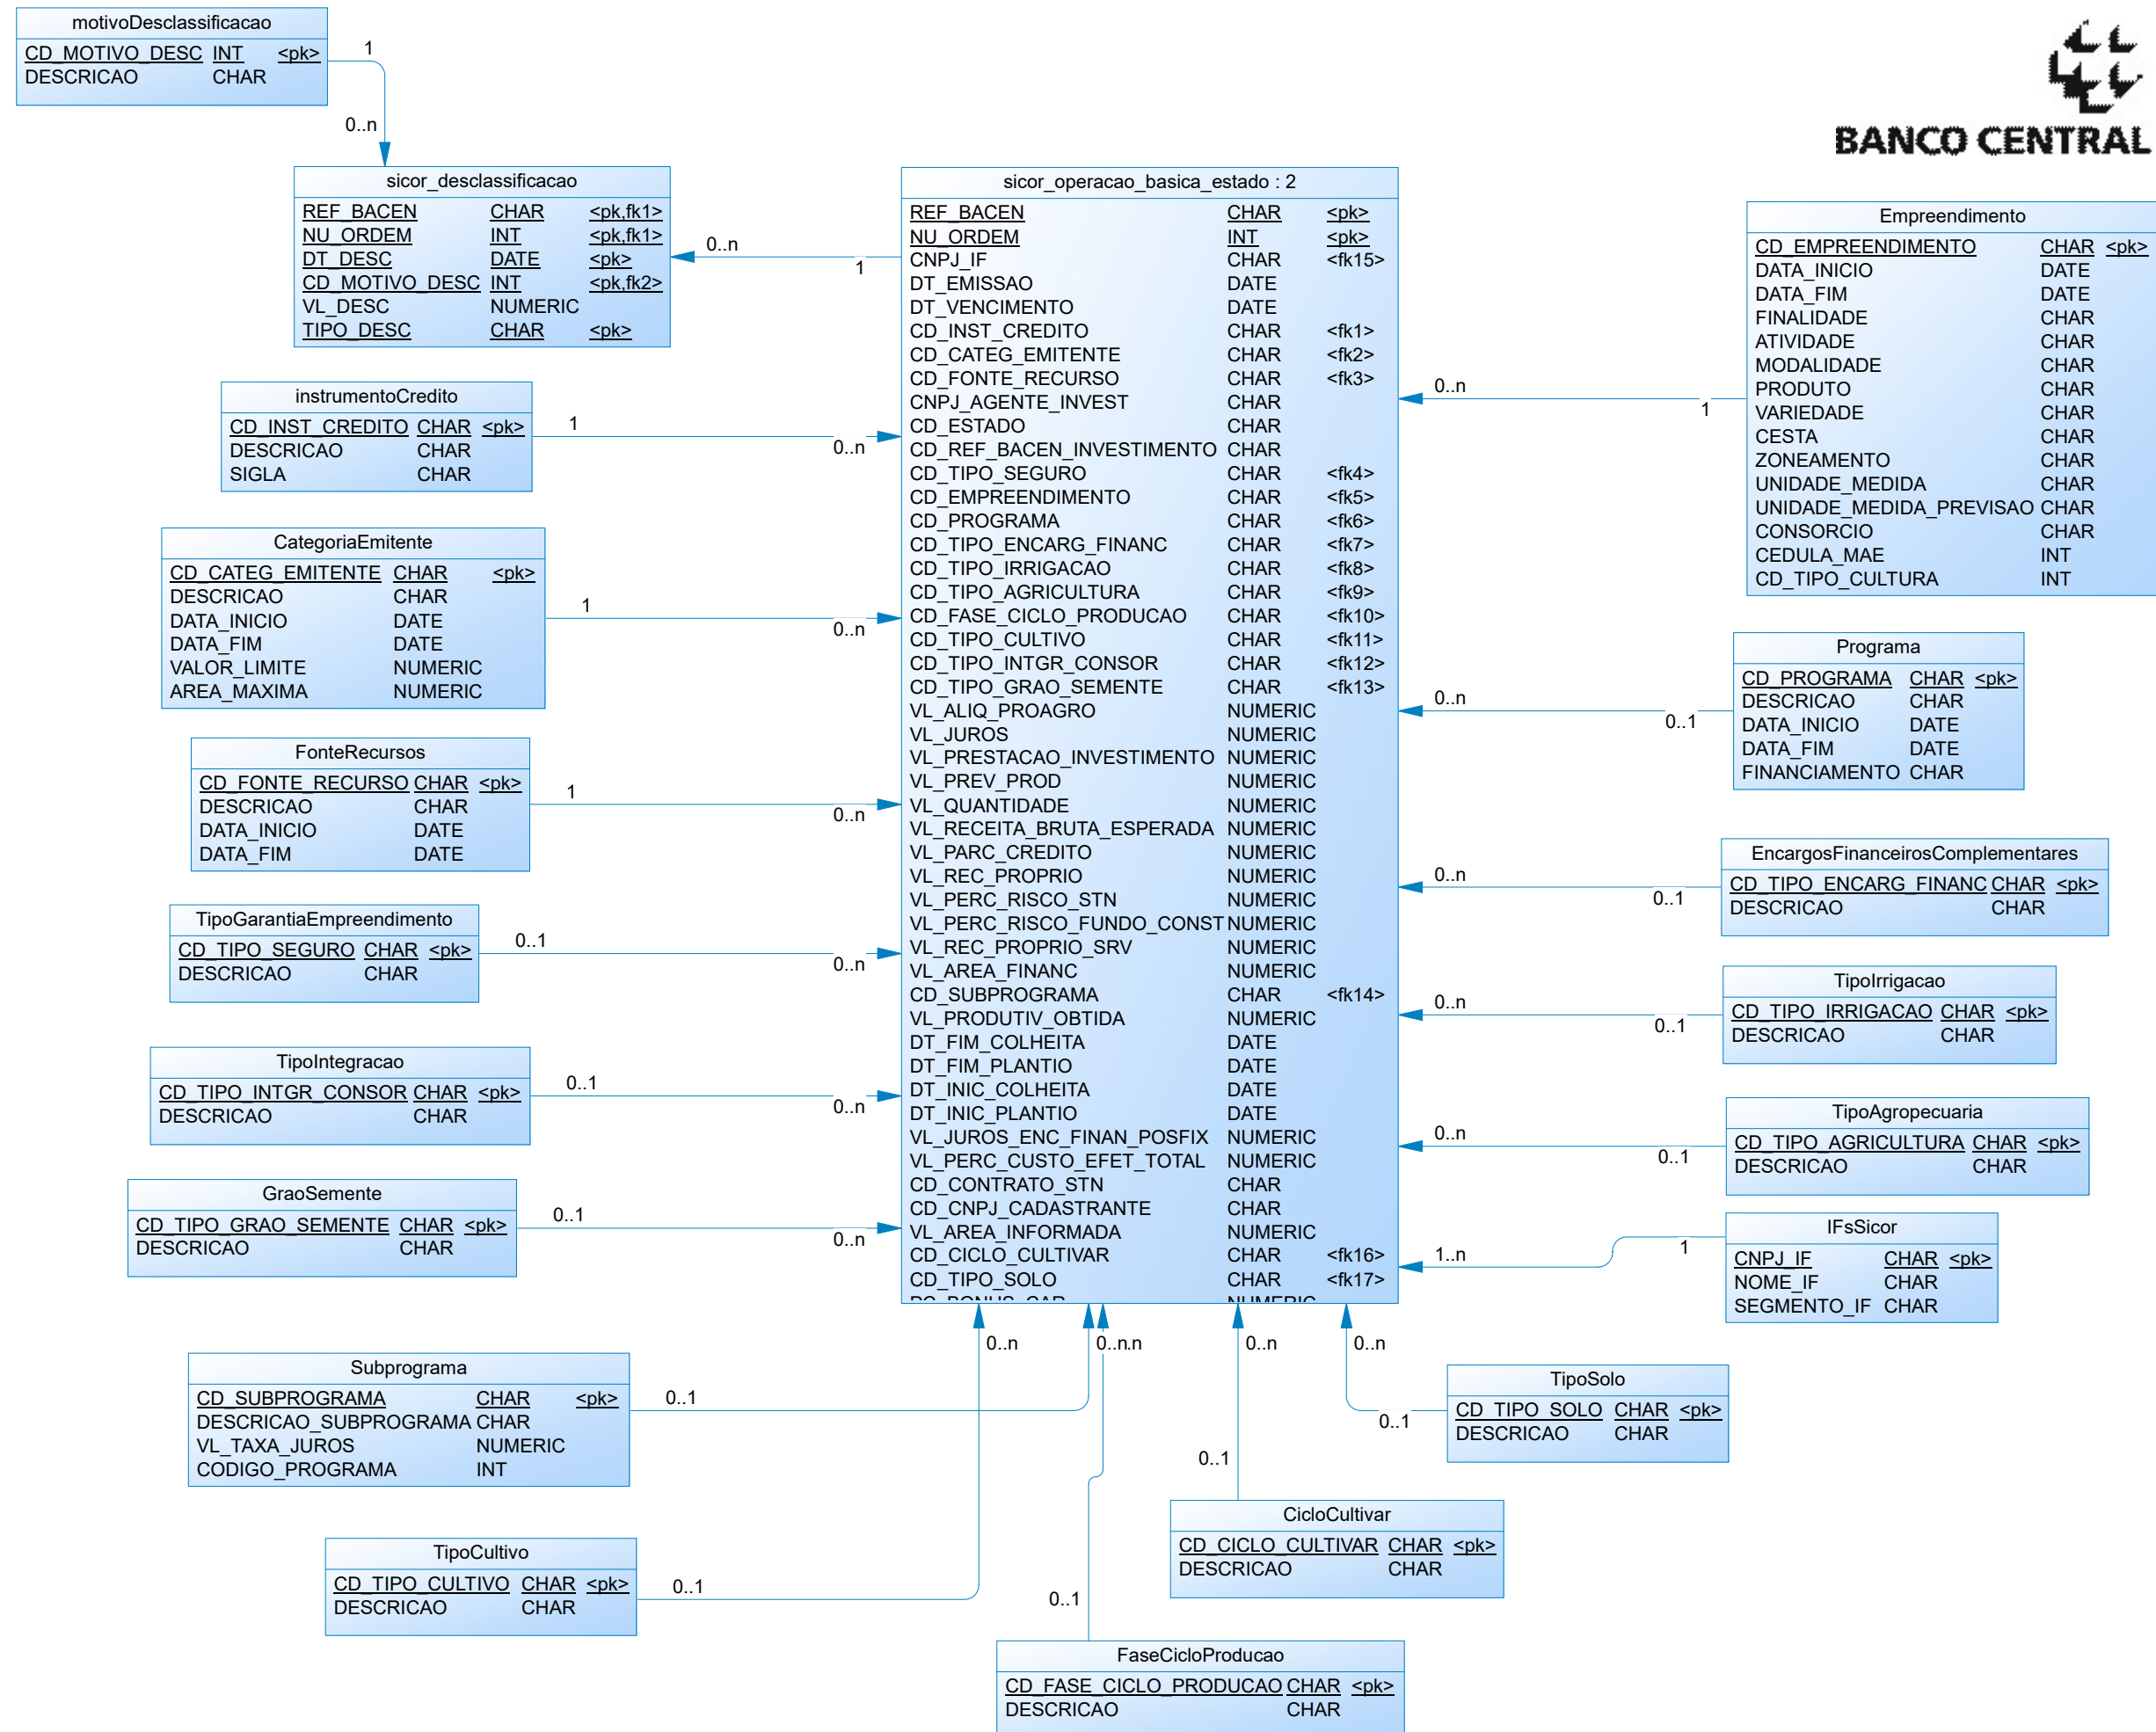 motivoDesclassificacao
CD_MOTIVO_DESC INT <pk>
DESCRICAO CHAR
1
0..n
BANCO CENTRAL
sicor_desclassificacao
REF_BACEN CHAR <pk,fk1>
NU_ORDEM INT <pk,fk1>
DT_DESC DATE <pk>
CD_MOTIVO_DESC INT <pk,fk2>
VL_DESC NUMERIC
TIPO_DESC CHAR <pk>
0..n
1
instrumentoCredito
CD_INST_CREDITO CHAR <pk>
DESCRICAO CHAR
SIGLA CHAR
1
0..n
CategoriaEmitente
CD_CATEG_EMITENTE CHAR <pk>
DESCRICAO CHAR
DATA_INICIO DATE
DATA_FIM DATE
VALOR_LIMITE NUMERIC
AREA_MAXIMA NUMERIC
1
0..n
FonteRecursos
CD_FONTE_RECURSO CHAR <pk>
DESCRICAO CHAR
DATA_INICIO DATE
DATA_FIM DATE
1
0..n
TipoGarantiaEmpreendimento
CD_TIPO_SEGURO CHAR <pk>
DESCRICAO CHAR
0..1
0..n
TipoIntegracao
CD_TIPO_INTGR_CONSOR CHAR <pk>
DESCRICAO CHAR
0..1
0..n
GraoSemente
CD_TIPO_GRAO_SEMENTE CHAR <pk>
DESCRICAO CHAR
0..1
0..n
sicor_operacao_basica_estado : 2
REF_BACEN CHAR <pk>
NU_ORDEM INT <pk>
CNPJ_IF CHAR <fk15>
DT_EMISSAO DATE
DT_VENCIMENTO DATE
CD_INST_CREDITO CHAR <fk1>
CD_CATEG_EMITENTE CHAR <fk2>
CD_FONTE_RECURSO CHAR <fk3>
CNPJ_AGENTE_INVEST CHAR
CD_ESTADO CHAR
CD_REF_BACEN_INVESTIMENTO CHAR
CD_TIPO_SEGURO CHAR <fk4>
CD_EMPREENDIMENTO CHAR <fk5>
CD_PROGRAMA CHAR <fk6>
CD_TIPO_ENCARG_FINANC CHAR <fk7>
CD_TIPO_IRRIGACAO CHAR <fk8>
CD_TIPO_AGRICULTURA CHAR <fk9>
CD_FASE_CICLO_PRODUCAO CHAR <fk10>
CD_TIPO_CULTIVO CHAR <fk11>
CD_TIPO_INTGR_CONSOR CHAR <fk12>
CD_TIPO_GRAO_SEMENTE CHAR <fk13>
VL_ALIQ_PROAGRO NUMERIC
VL_JUROS NUMERIC
VL_PRESTACAO_INVESTIMENTO NUMERIC
VL_PREV_PROD NUMERIC
VL_QUANTIDADE NUMERIC
VL_RECEITA_BRUTA_ESPERADA NUMERIC
VL_PARC_CREDITO NUMERIC
VL_REC_PROPRIO NUMERIC
VL_PERC_RISCO_STN NUMERIC
VL_PERC_RISCO_FUNDO_CONST NUMERIC
VL_REC_PROPRIO_SRV NUMERIC
VL_AREA_FINANC NUMERIC
CD_SUBPROGRAMA CHAR <fk14>
VL_PRODUTIV_OBTIDA NUMERIC
DT_FIM_COLHEITA DATE
DT_FIM_PLANTIO DATE
DT_INIC_COLHEITA DATE
DT_INIC_PLANTIO DATE
VL_JUROS_ENC_FINAN_POSFIX NUMERIC
VL_PERC_CUSTO_EFET_TOTAL NUMERIC
CD_CONTRATO_STN CHAR
CD_CNPJ_CADASTRANTE CHAR
VL_AREA_INFORMADA NUMERIC
CD_CICLO_CULTIVAR CHAR <fk16>
CD_TIPO_SOLO CHAR <fk17>
Empreendimento
CD_EMPREENDIMENTO CHAR <pk>
DATA_INICIO DATE
DATA_FIM DATE
FINALIDADE CHAR
ATIVIDADE CHAR
MODALIDADE CHAR
PRODUTO CHAR
VARIEDADE CHAR
CESTA CHAR
ZONEAMENTO CHAR
UNIDADE_MEDIDA CHAR
UNIDADE_MEDIDA_PREVISAO CHAR
CONSORCIO CHAR
CEDULA_MAE INT
CD_TIPO_CULTURA INT
0..n
1
Programa
CD_PROGRAMA CHAR <pk>
DESCRICAO CHAR
DATA_INICIO DATE
DATA_FIM DATE
FINANCIAMENTO CHAR
0..n
0..1
EncargosFinanceirosComplementares
CD_TIPO_ENCARG_FINANC CHAR <pk>
DESCRICAO CHAR
0..n
0..1
TipoIrrigacao
CD_TIPO_IRRIGACAO CHAR <pk>
DESCRICAO CHAR
0..n
0..1
TipoAgropecuaria
CD_TIPO_AGRICULTURA CHAR <pk>
DESCRICAO CHAR
0..n
0..1
IFsSicor
CNPJ_IF CHAR <pk>
NOME_IF CHAR
SEGMENTO_IF CHAR
1..n
1
0..n
0..n.n
0..n
0..n
Subprograma
CD_SUBPROGRAMA CHAR <pk>
DESCRICAO_SUBPROGRAMA CHAR
VL_TAXA_JUROS NUMERIC
CODIGO_PROGRAMA INT
0..1
TipoSolo
CD_TIPO_SOLO CHAR <pk>
DESCRICAO CHAR
0..1
0..1
CicloCultivar
CD_CICLO_CULTIVAR CHAR <pk>
DESCRICAO CHAR
TipoCultivo
CD_TIPO_CULTIVO CHAR <pk>
DESCRICAO CHAR
0..1
0..1
FaseCicloProducao
CD_FASE_CICLO_PRODUCAO CHAR <pk>
DESCRICAO CHAR